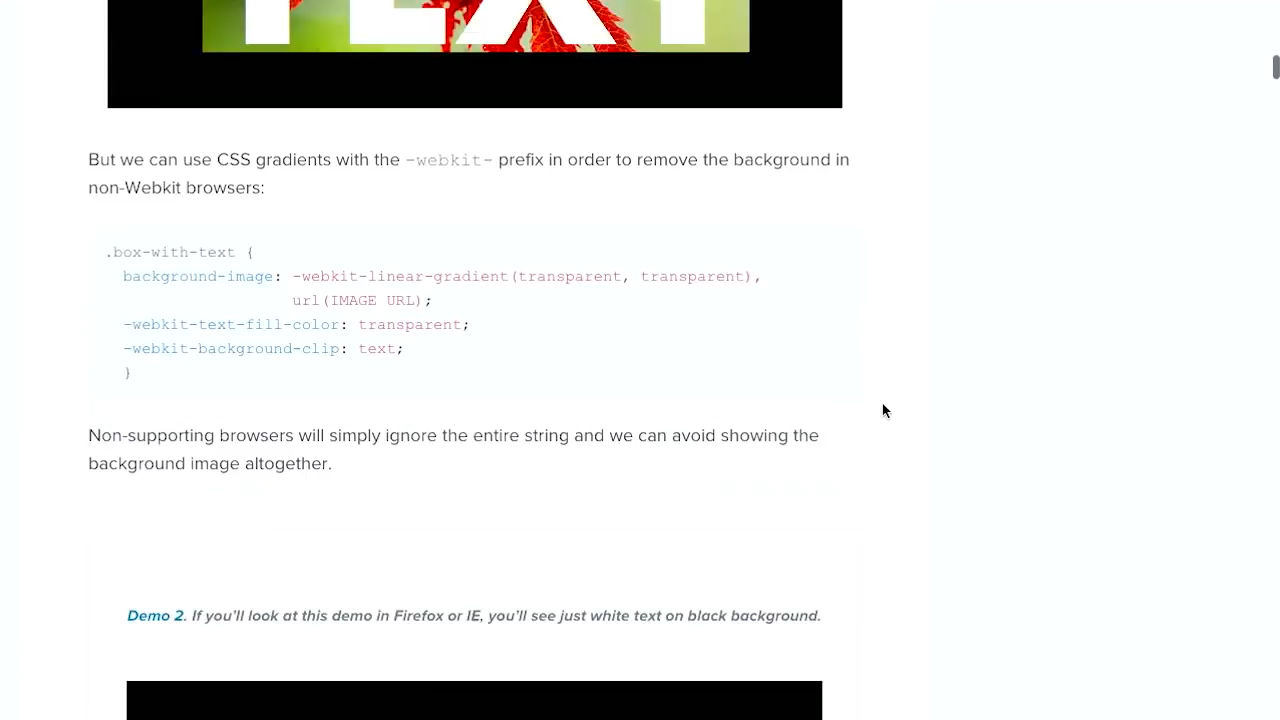 TEXT
But we can use CSS gradients with the -webkit- prefix in order to remove the background in
non-Webkit browsers:
.box-with-text {
background-image: -webkit-linear-gradient(transparent, transparent),
url(IMAGE URL);
-webkit-text-fill-color: transparent;
-webkit-background-clip: text;
}
Non-supporting browsers will simply ignore the entire string and we can avoid showing the
background image altogether.
Demo 2. If you'll look at this demo in Firefox or IE, you'll see just white text on black background.